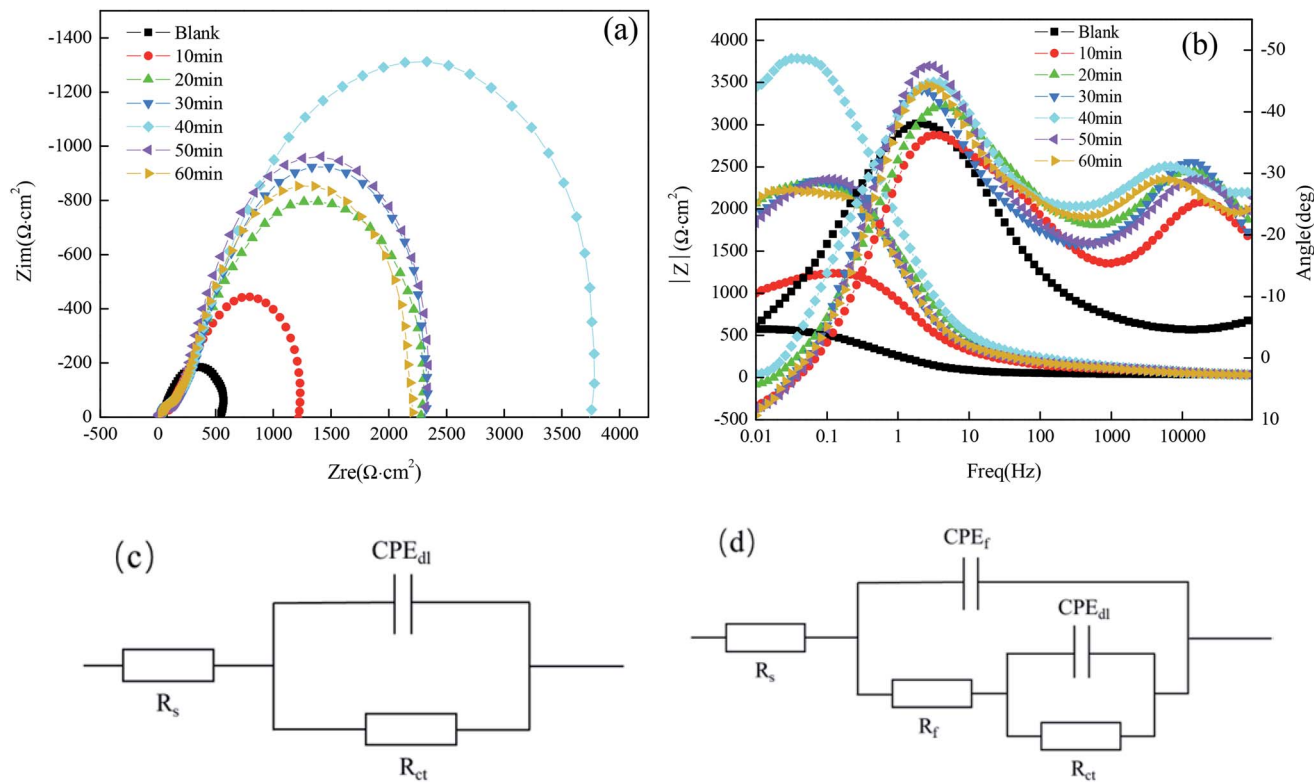 (a)
-1400
-1200
-1000
-800
-600
-400
-200
0
Zim(Ω·cm²)
Blank
10min
20min
30min
40min
50min
60min
-500 0 500 1000 1500 2000 2500 3000 3500 4000
Zre(Ω·cm²)
(b)
4000
3500
3000
2500
2000
1500
1000
500
0
-500
|Z|(Ω·cm²)
Blank
10min
20min
30min
40min
50min
60min
-50
-40
-30
-20
-10
0
10
Angle(deg)
0.01 0.1 1 10 100 1000 10000
Freq(Hz)
(c)
CPEdl
Rs
Rct
(d)
CPEf
CPEdl
Rs
Rf
Rct